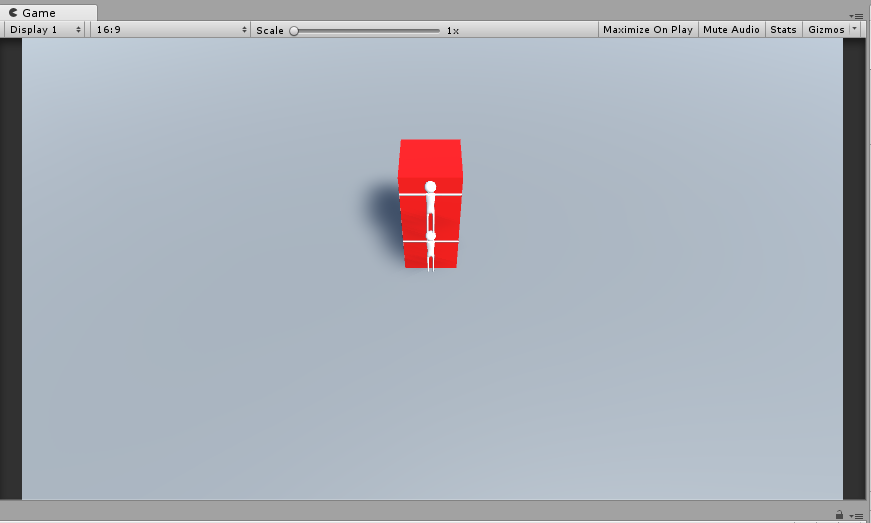 Game
Display 1 16:9 Scale 1x Maximize On Play Mute Audio Stats Gizmos